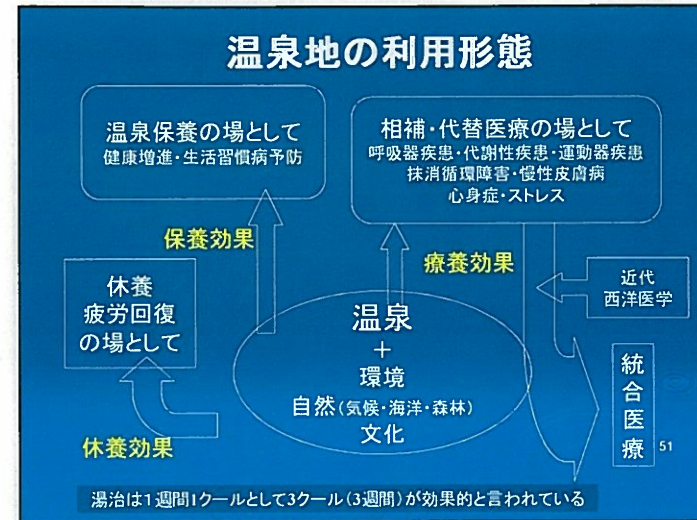 温泉地の利用形態
温泉保養の場として
健康増進・生活習慣病予防
相補・代替医療の場として
呼吸器疾患・代謝性疾患・運動器疾患
抹消循環障害・慢性皮膚病
心身症・ストレス
保養効果
療養効果
休養
疲労回復
の場として
近代
西洋医学
温泉
+
環境
自然(気候・海洋・森林)
文化
統合医療
休養効果
51
湯治は1週間1クールとして3クール(3週間)が効果的と言われている